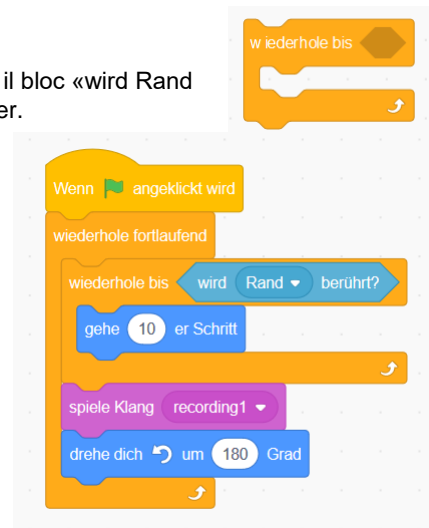 w iederhole bis
il bloc «wird Rand
er.
Wenn angeklickt wird
wiederhole fortlaufend
wiederhole bis wird Rand berührt?
gehe 10 er Schritt
spiele Klang recording1
drehe dich um 180 Grad